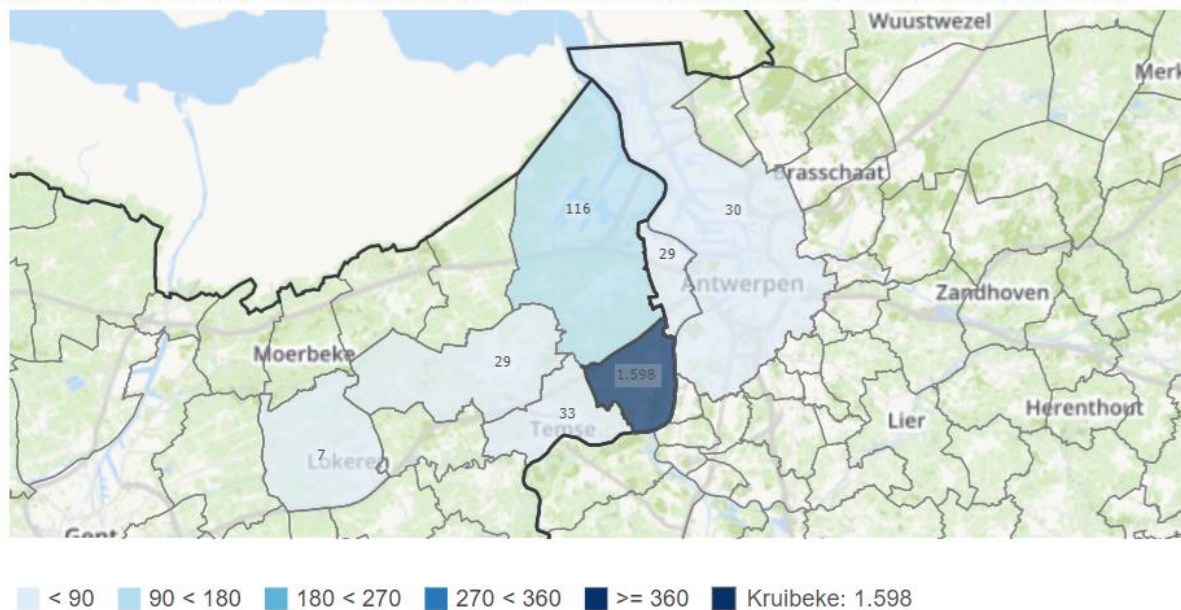 Wuustwezel
Merk
Brasschaat
116
30
29
Antwerpen
Zandhoven
Moerbeke
29
1.598
33
Temse
Lier
Herenthout
7
Lokeren
Gent
< 90 90 < 180 180 < 270 270 < 360 >= 360 Kruibeke: 1.598